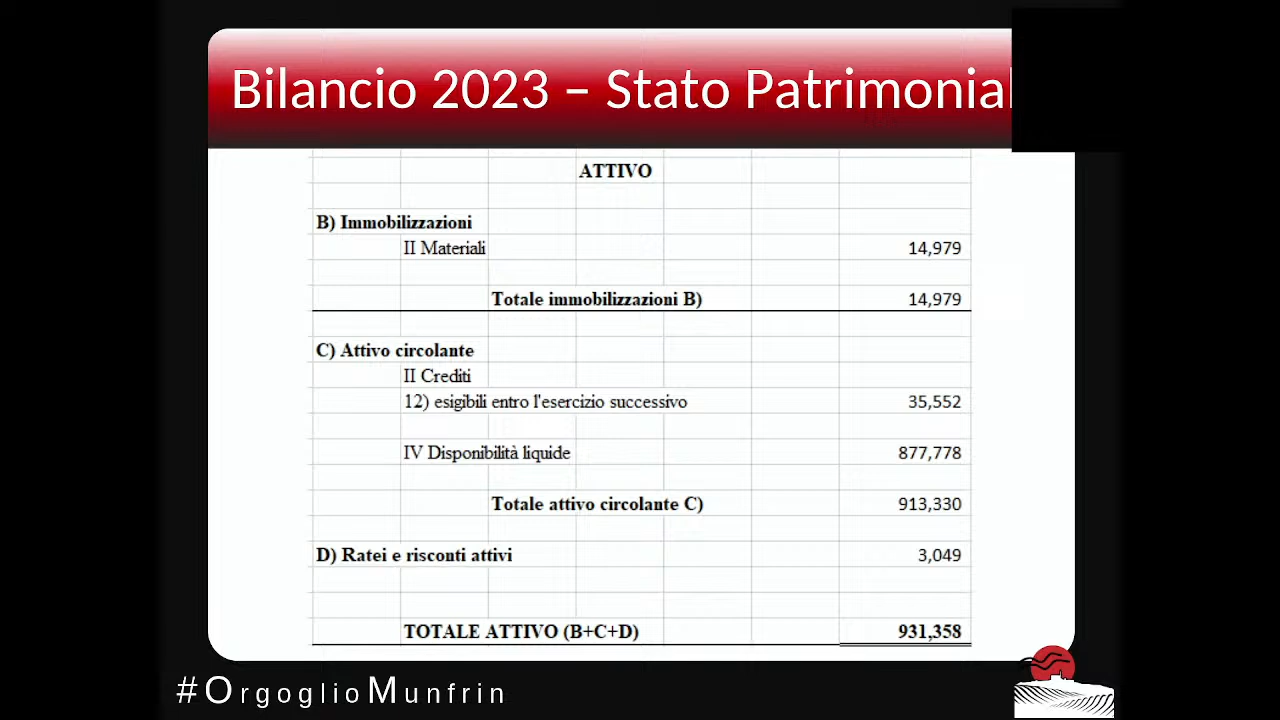 Bilancio 2023 – Stato Patrimonial
ATTIVO
B) Immobilizzazioni
II Materiali 14,979
Totale immobilizzazioni B) 14,979
C) Attivo circolante
II Crediti
12) esigibili entro l'esercizio successivo 35,552
IV Disponibilità liquide 877,778
Totale attivo circolante C) 913,330
D) Ratei e risconti attivi 3,049
TOTALE ATTIVO (B+C+D) 931,358
#OrgoglioMunfrin